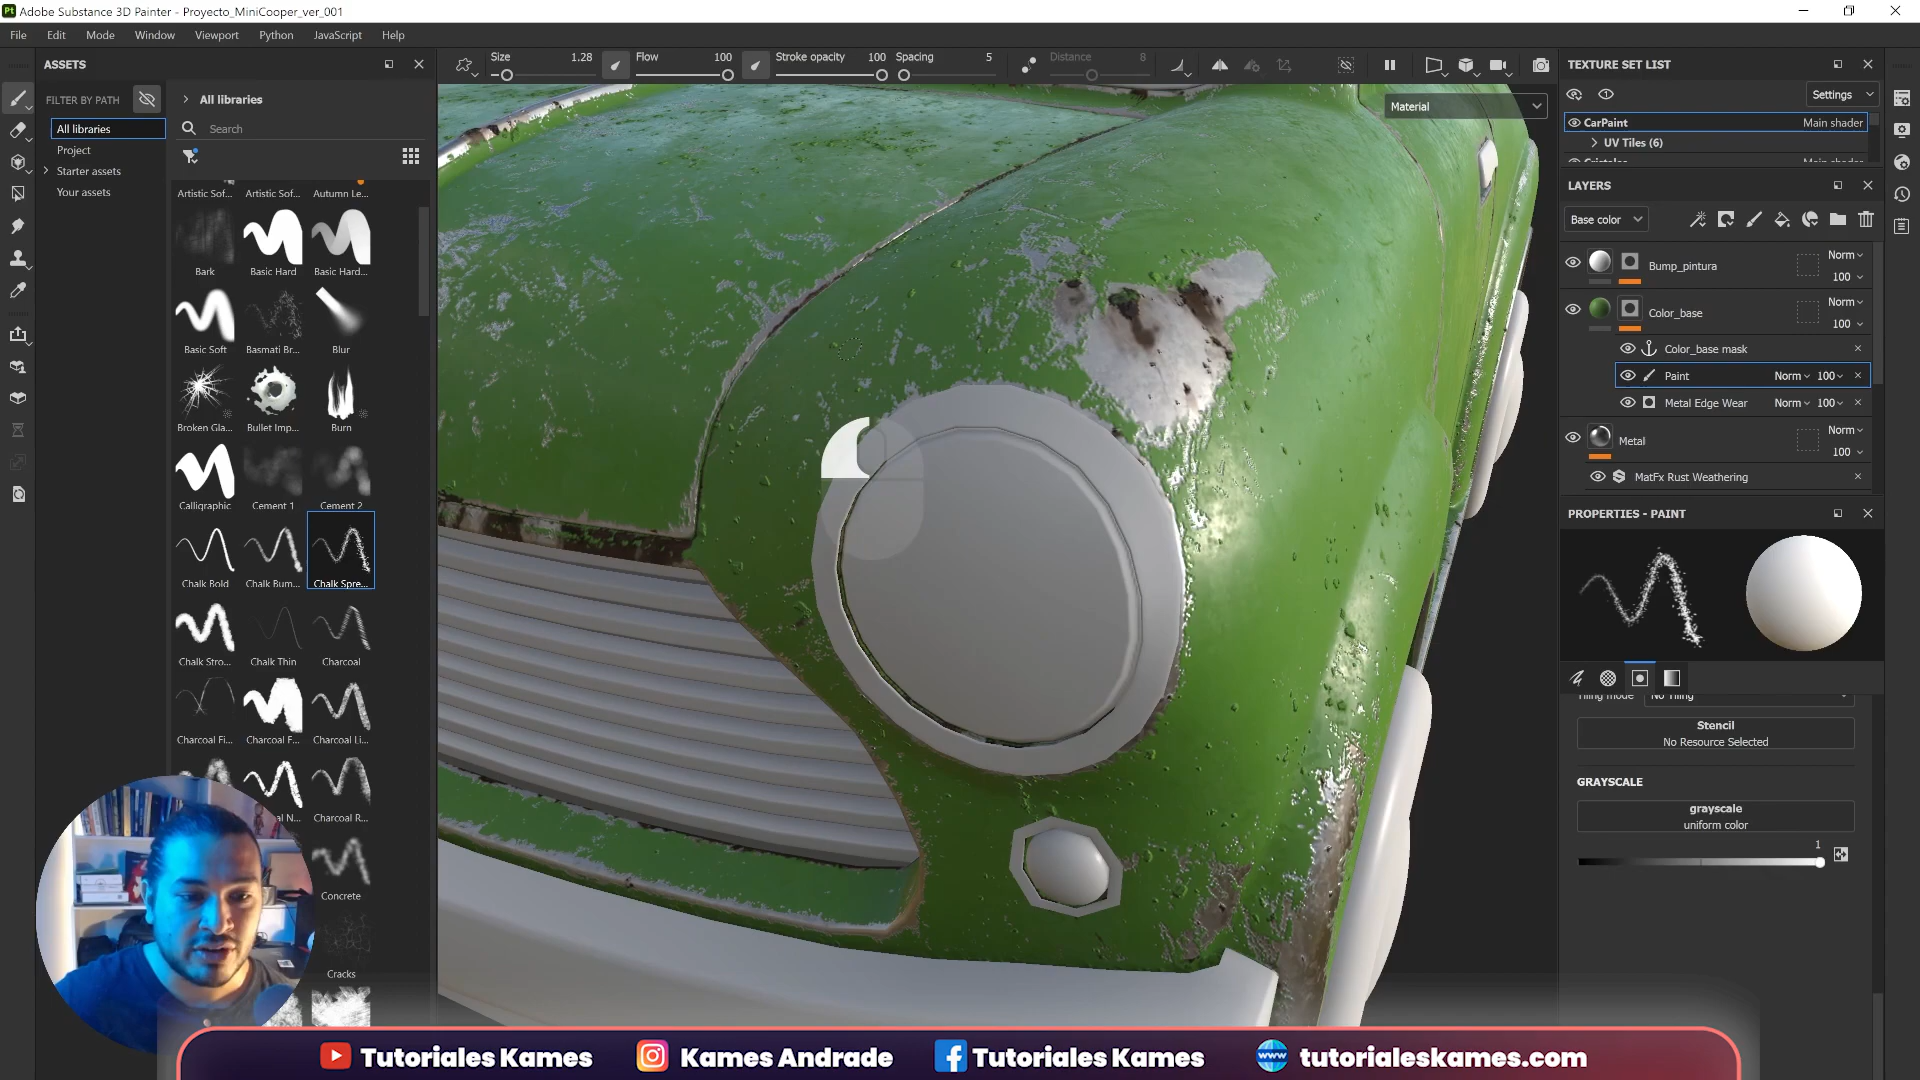 Adobe Substance 3D Painter - Proyecto_MiniCooper_ver_001
File Edit Mode Window Viewport Python JavaScript Help
ASSETS
Size 1.28 Flow 100 Stroke opacity 100 Spacing 5 Distance 8
FILTER BY PATH
All libraries
Project
Starter assets
Your assets
All libraries
Search
Artistic Sof... Artistic Sof... Autumn Le...
Bark Basic Hard Basic Hard...
Basic Soft Basmati Br... Blur
Broken Gla... Bullet Imp... Burn
Calligraphic Cement 1 Cement 2
Chalk Bold Chalk Bum... Chalk Spre...
Chalk Stro... Chalk Thin Charcoal
Charcoal Fi... Charcoal F... Charcoal Li...
Charcoal R...
Concrete
Cracks
Material
TEXTURE SET LIST
Settings
CarPaint Main shader
UV Tiles (6)
LAYERS
Base color
Bump_pintura Norm 100
Color_base Norm 100
Color_base mask
Paint Norm 100
Metal Edge Wear Norm 100
Metal Norm 100
MatFx Rust Weathering
PROPERTIES - PAINT
Tiling mode No Tiling
Stencil
No Resource Selected
GRAYSCALE
grayscale
uniform color
1
Tutoriales Kames Kames Andrade Tutoriales Kames www tutorialeskames.com